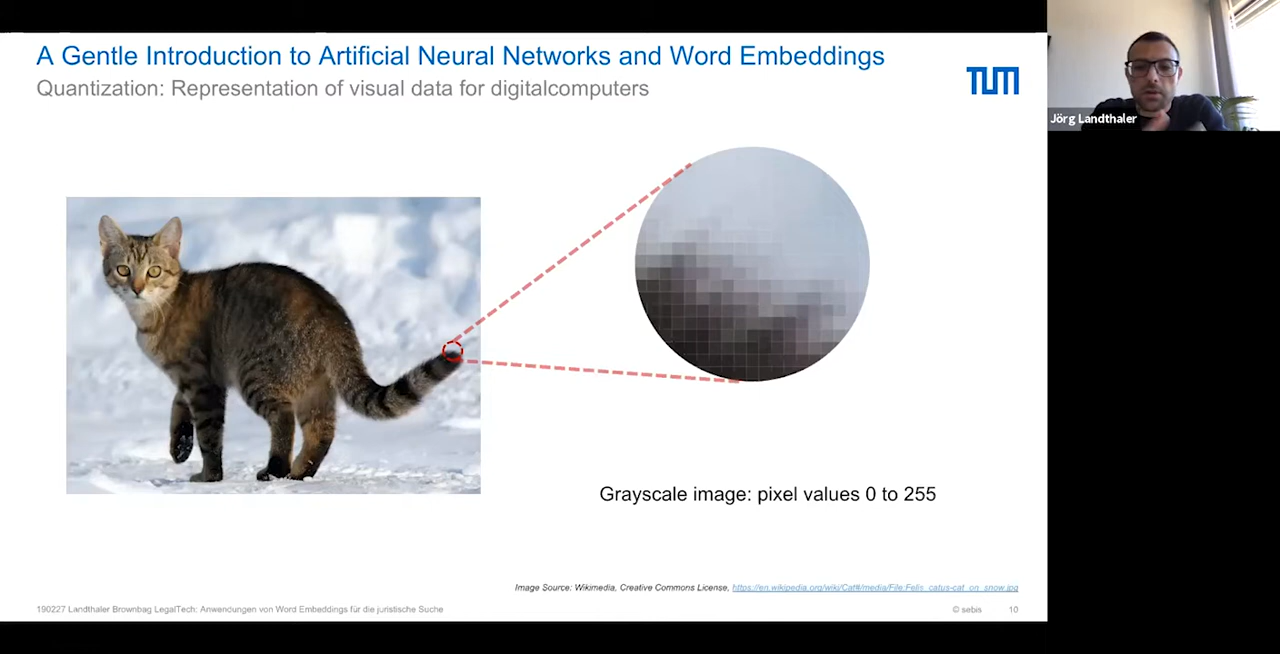 A Gentle Introduction to Artificial Neural Networks and Word Embeddings
Quantization: Representation of visual data for digitalcomputers
TUM
Jörg Landthaler
Grayscale image: pixel values 0 to 255
Image Source: Wikimedia, Creative Commons License, https://en.wikipedia.org/wiki/Cat#/media/File:Felis_catus-cat_on_snow.jpg
190227 Landthaler Brownbag LegalTech: Anwendungen von Word Embeddings für die juristische Suche
© sebis
10